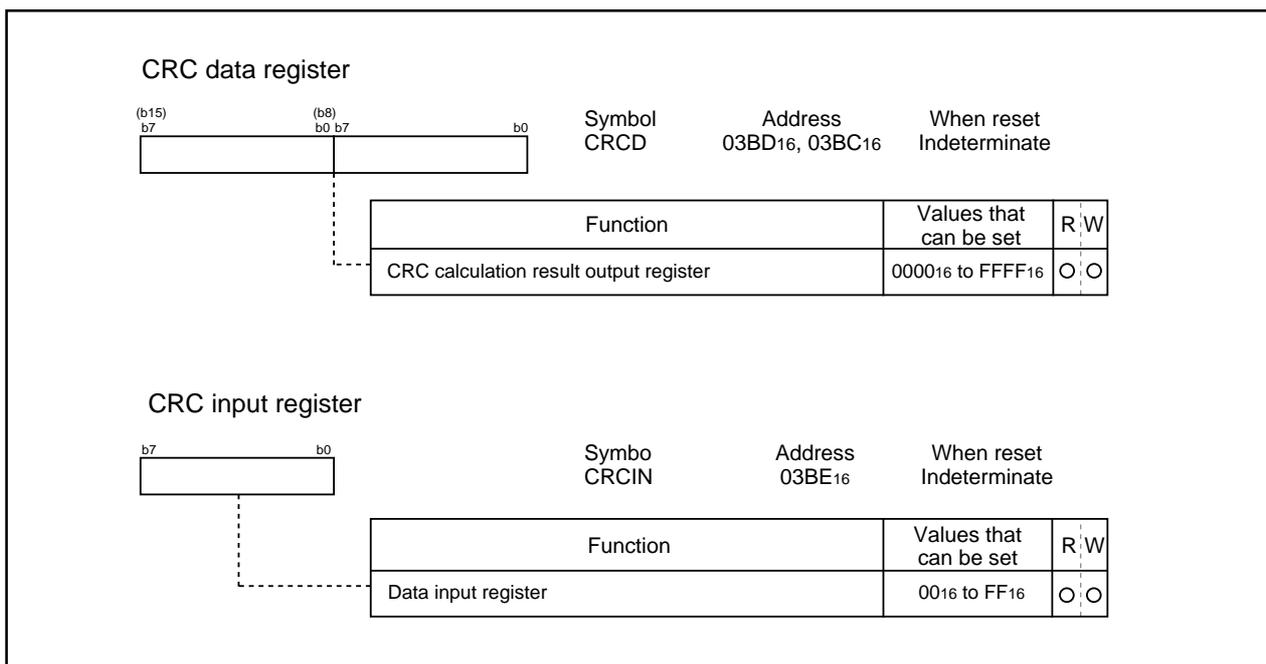 CRC data register
(b15) (b8)
b7 b0 b7 b0
Symbol Address When reset
CRCD 03BD16, 03BC16 Indeterminate
Function Values that can be set R W
CRC calculation result output register 000016 to FFFF16
CRC input register
b7 b0
Symbo Address When reset
CRCIN 03BE16 Indeterminate
Function Values that can be set R W
Data input register 0016 to FF16